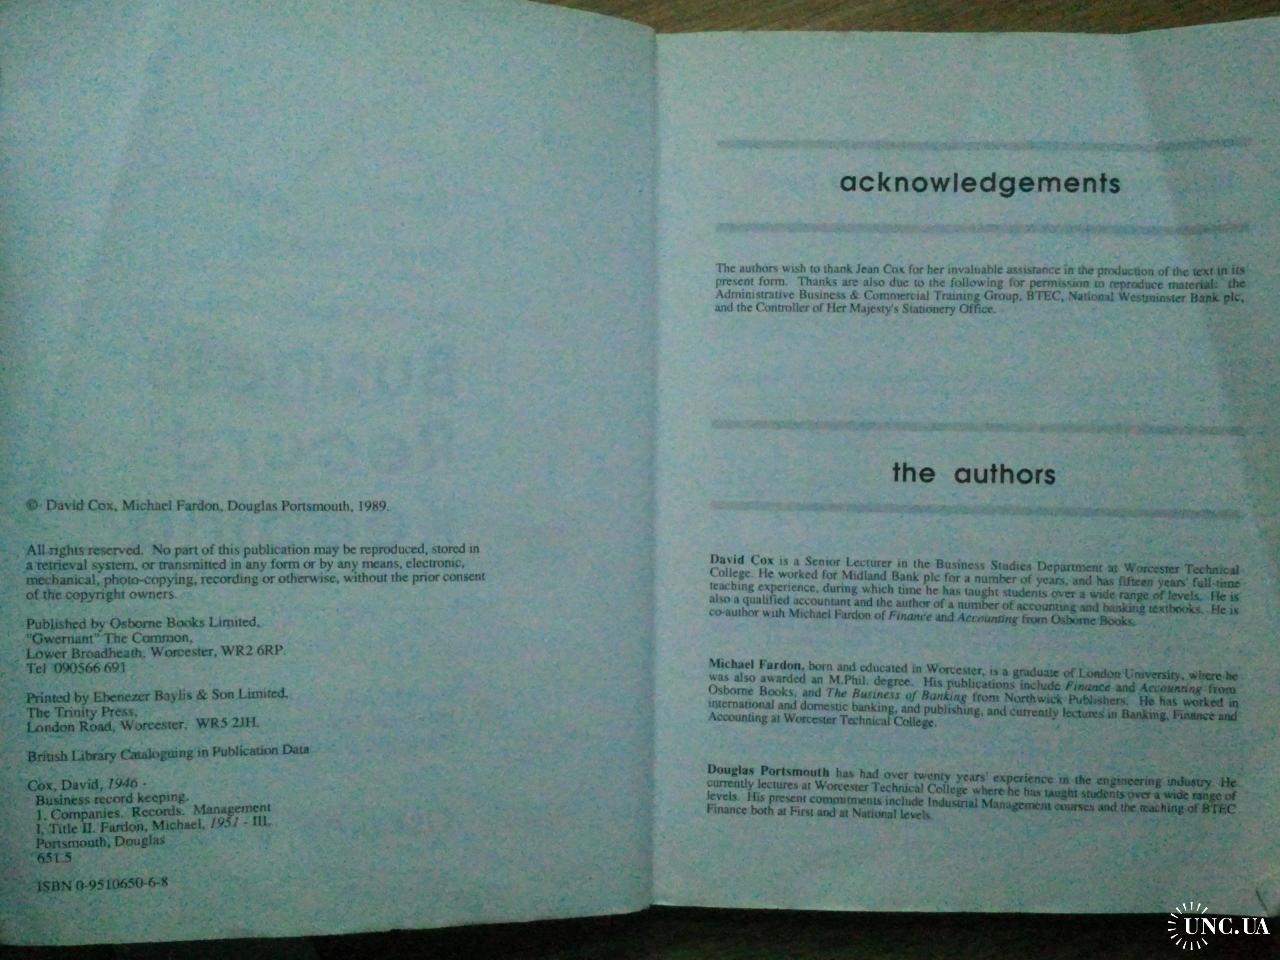 © David Cox, Michael Fardon, Douglas Portsmouth, 1989.
All rights reserved. No part of this publication may be reproduced, stored in
a retrieval system, or transmitted in any form or by any means, electronic,
mechanical, photo-copying, recording or otherwise, without the prior consent
of the copyright owners.
Published by Osborne Books Limited,
"Gwernant" The Common,
Lower Broadheath, Worcester, WR2 6RP.
Tel 090566 691
Printed by Ebenezer Baylis & Son Limited,
The Trinity Press,
London Road, Worcester, WR5 2JH.
British Library Cataloguing in Publication Data
Cox, David, 1946 -
Business record keeping.
1. Companies. Records. Management
I. Title II. Fardon, Michael, 1951 - III.
Portsmouth, Douglas
651.5
ISBN 0-9510650-6-8
acknowledgements
The authors wish to thank Jean Cox for her invaluable assistance in the production of the text in its
present form. Thanks are also due to the following for permission to reproduce material: the
Administrative Business & Commercial Training Group, BTEC, National Westminster Bank plc,
and the Controller of Her Majesty's Stationery Office.
the authors
David Cox is a Senior Lecturer in the Business Studies Department at Worcester Technical
College. He worked for Midland Bank plc for a number of years, and has fifteen years' full-time
teaching experience, during which time he has taught students over a wide range of levels. He is
also a qualified accountant and the author of a number of accounting and banking textbooks. He is
co-author with Michael Fardon of Finance and Accounting from Osborne Books.
Michael Fardon, born and educated in Worcester, is a graduate of London University, where he
was also awarded an M.Phil. degree. His publications include Finance and Accounting from
Osborne Books, and The Business of Banking from Northwick Publishers. He has worked in
international and domestic banking, and publishing, and currently lectures in Banking, Finance and
Accounting at Worcester Technical College.
Douglas Portsmouth has had over twenty years' experience in the engineering industry. He
currently lectures at Worcester Technical College where he has taught students over a wide range of
levels. His present commitments include Industrial Management courses and the teaching of BTEC
Finance both at First and at National levels.
UNC.UA